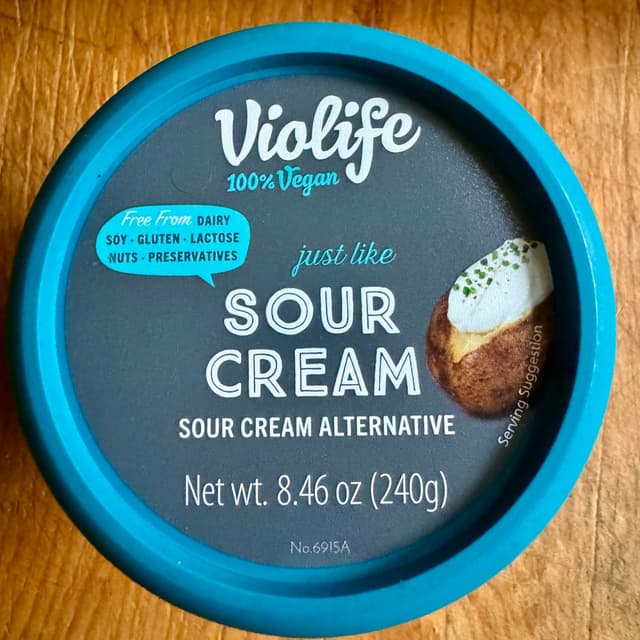 Violife
100% Vegan
Free From DAIRY
SOY · GLUTEN · LACTOSE
NUTS · PRESERVATIVES
just like
SOUR
CREAM
SOUR CREAM ALTERNATIVE
Serving Suggestion
Net wt. 8.46 oz (240g)
No.6915A